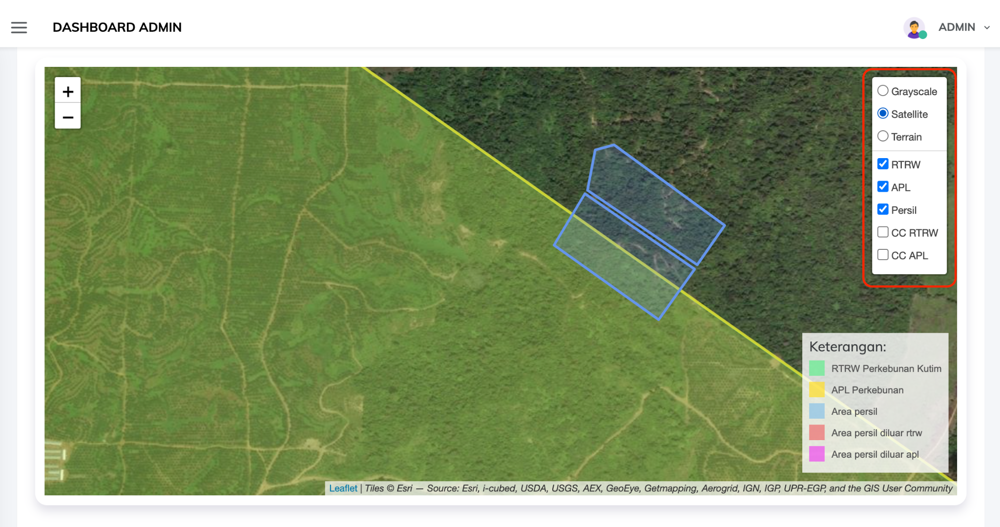 DASHBOARD ADMIN
ADMIN
+
−
Grayscale
Satellite
Terrain
RTRW
APL
Persil
CC RTRW
CC APL
Keterangan:
RTRW Perkebunan Kutim
APL Perkebunan
Area persil
Area persil diluar rtrw
Area persil diluar apl
Leaflet | Tiles © Esri — Source: Esri, i-cubed, USDA, USGS, AEX, GeoEye, Getmapping, Aerogrid, IGN, IGP, UPR-EGP, and the GIS User Community